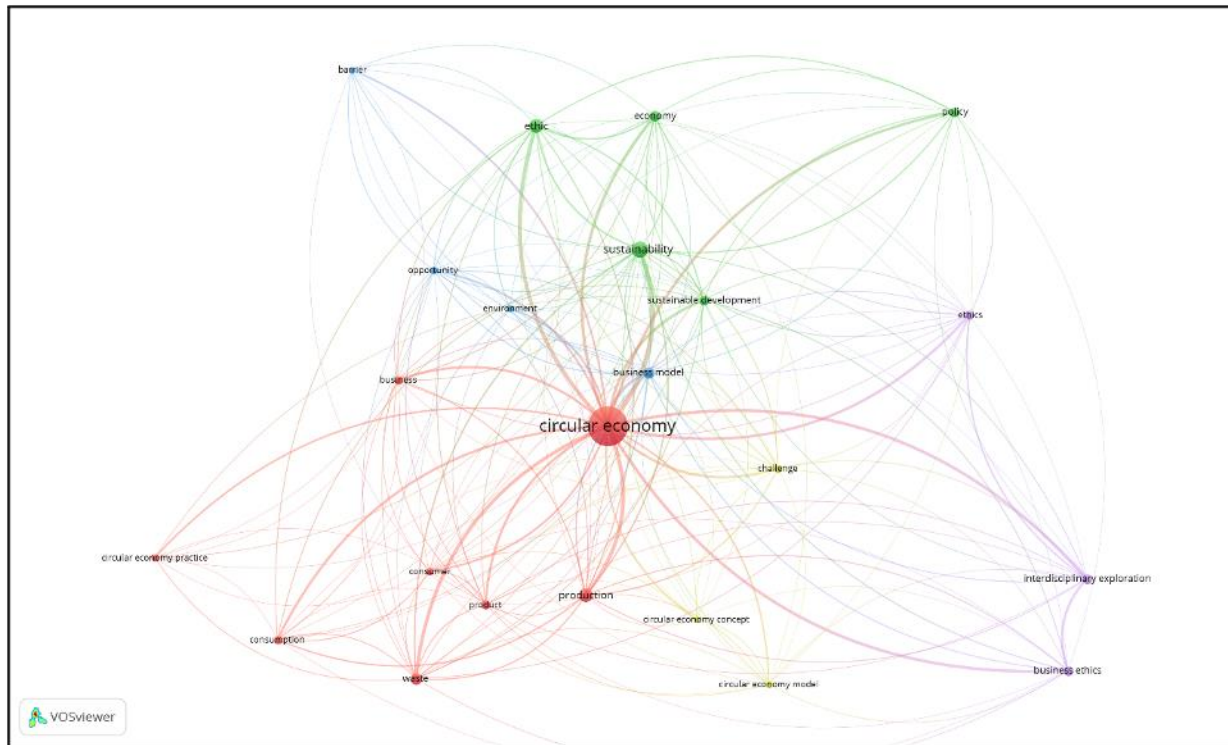 barrier
ethic
economy
policy
sustainability
opportunity
sustainable development
environment
ethics
business model
business
circular economy
challenge
circular economy practice
consumer
interdisciplinary exploration
production
product
circular economy concept
consumption
business ethics
waste
circular economy model
VOSviewer